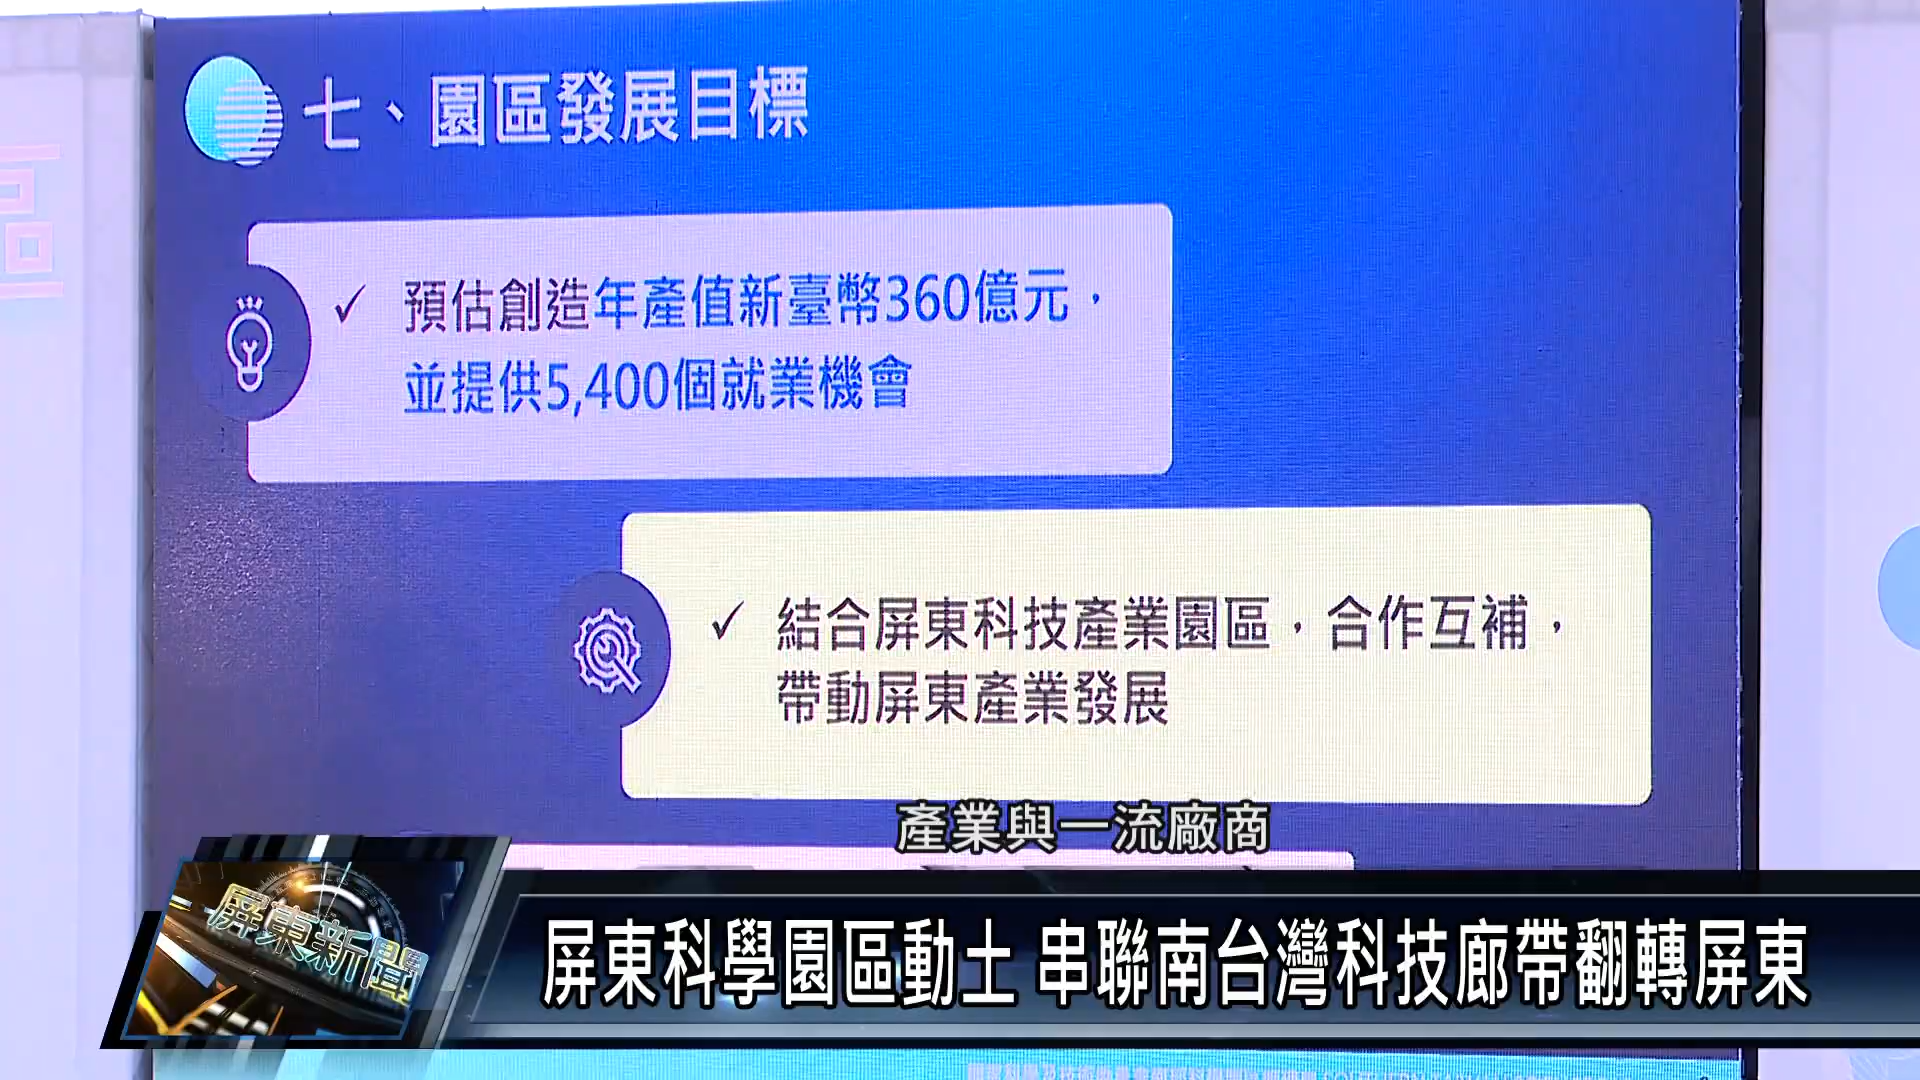 七、園區發展目標
✓ 預估創造年產值新臺幣360億元，
並提供5,400個就業機會
✓ 結合屏東科技產業園區，合作互補，
帶動屏東產業發展
產業與一流廠商
屏東新聞
屏東科學園區動土 串聯南台灣科技廊帶翻轉屏東